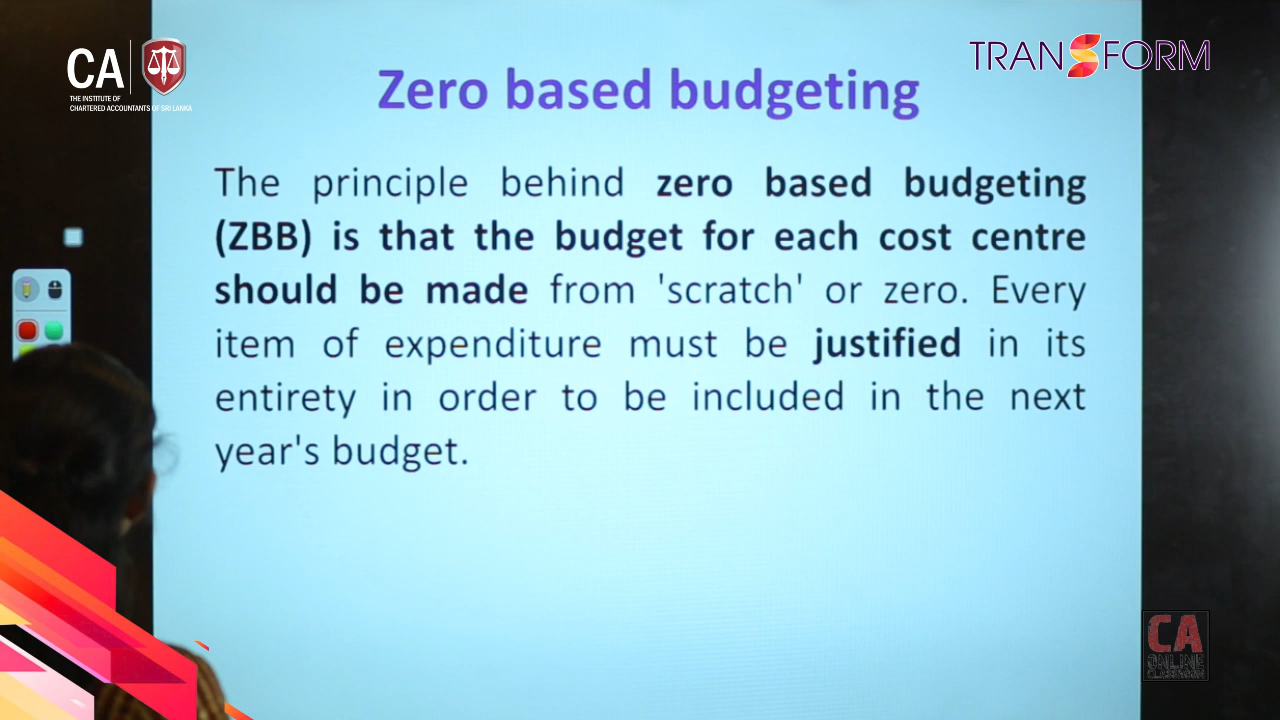 CA
THE INSTITUTE OF
CHARTERED ACCOUNTANTS OF SRI LANKA
TRANSFORM
Zero based budgeting
The principle behind zero based budgeting
(ZBB) is that the budget for each cost centre
should be made from 'scratch' or zero. Every
item of expenditure must be justified in its
entirety in order to be included in the next
year's budget.
CA
ONLINE
CLASSROOM